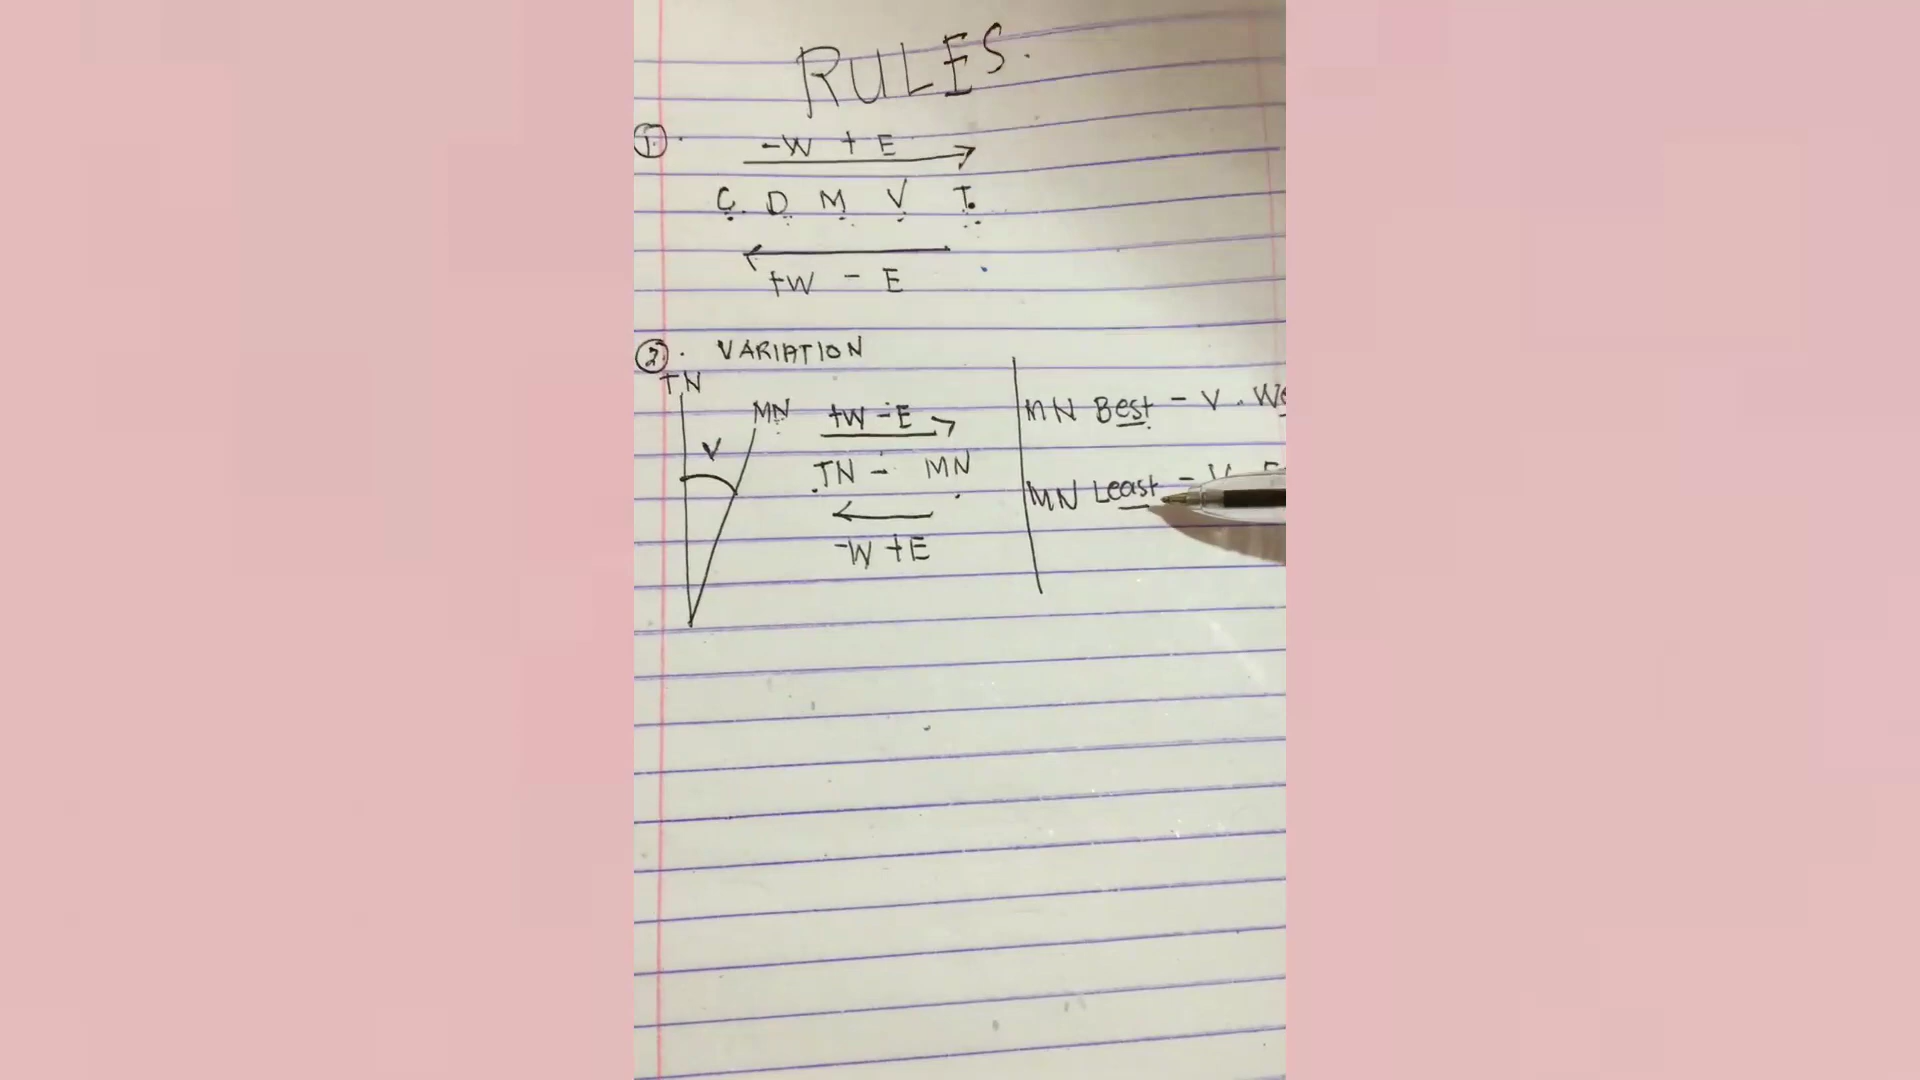 RULES.
1.
-W + E
C. D M V T.
+W - E
2. VARIATION
TN
MN
V
+W - E
TN - MN
-W +E
MN Best - V.
MN Least -